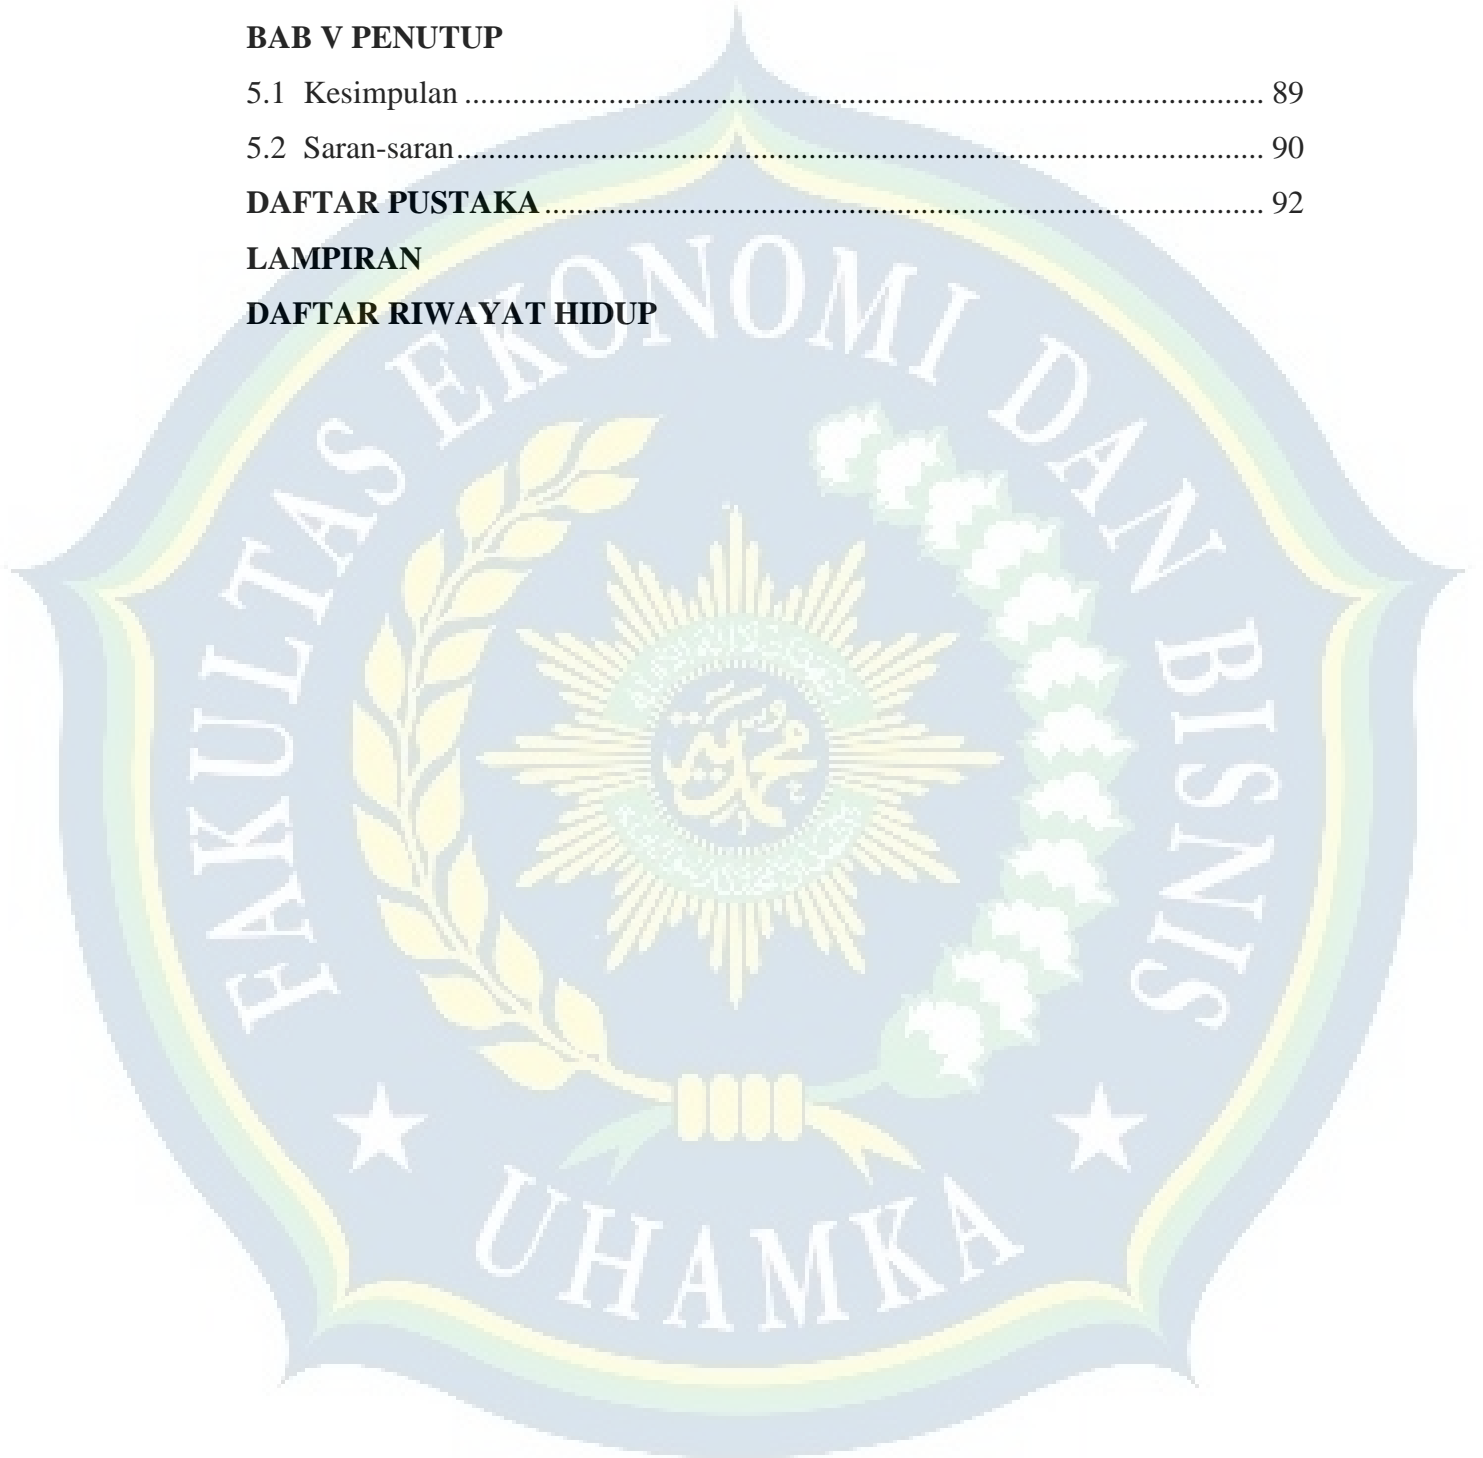 BAB V PENUTUP
5.1 Kesimpulan .................................................................................................... 89
5.2 Saran-saran..................................................................................................... 90
DAFTAR PUSTAKA .......................................................................................... 92
LAMPIRAN
DAFTAR RIWAYAT HIDUP
FAKULTAS EKONOMI DAN BISNIS
UHAMKA